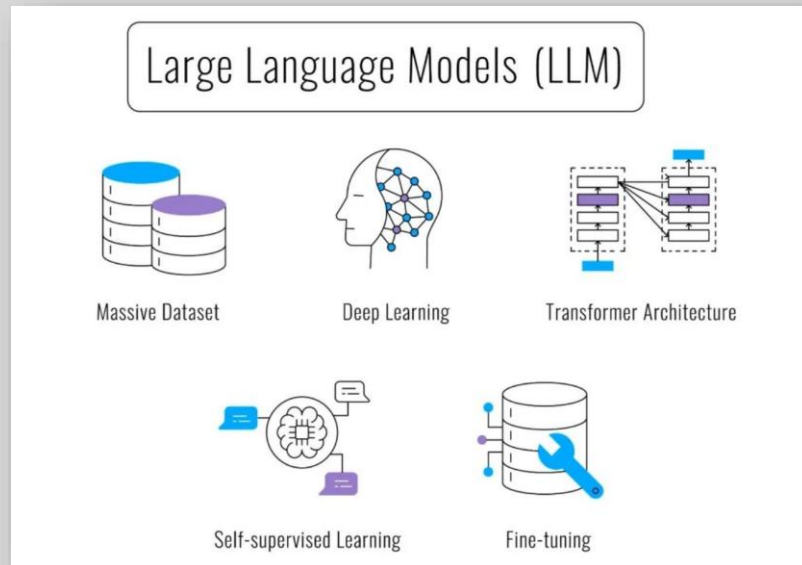 Large Language Models (LLM)
Massive Dataset
Deep Learning
Transformer Architecture
Self-supervised Learning
Fine-tuning